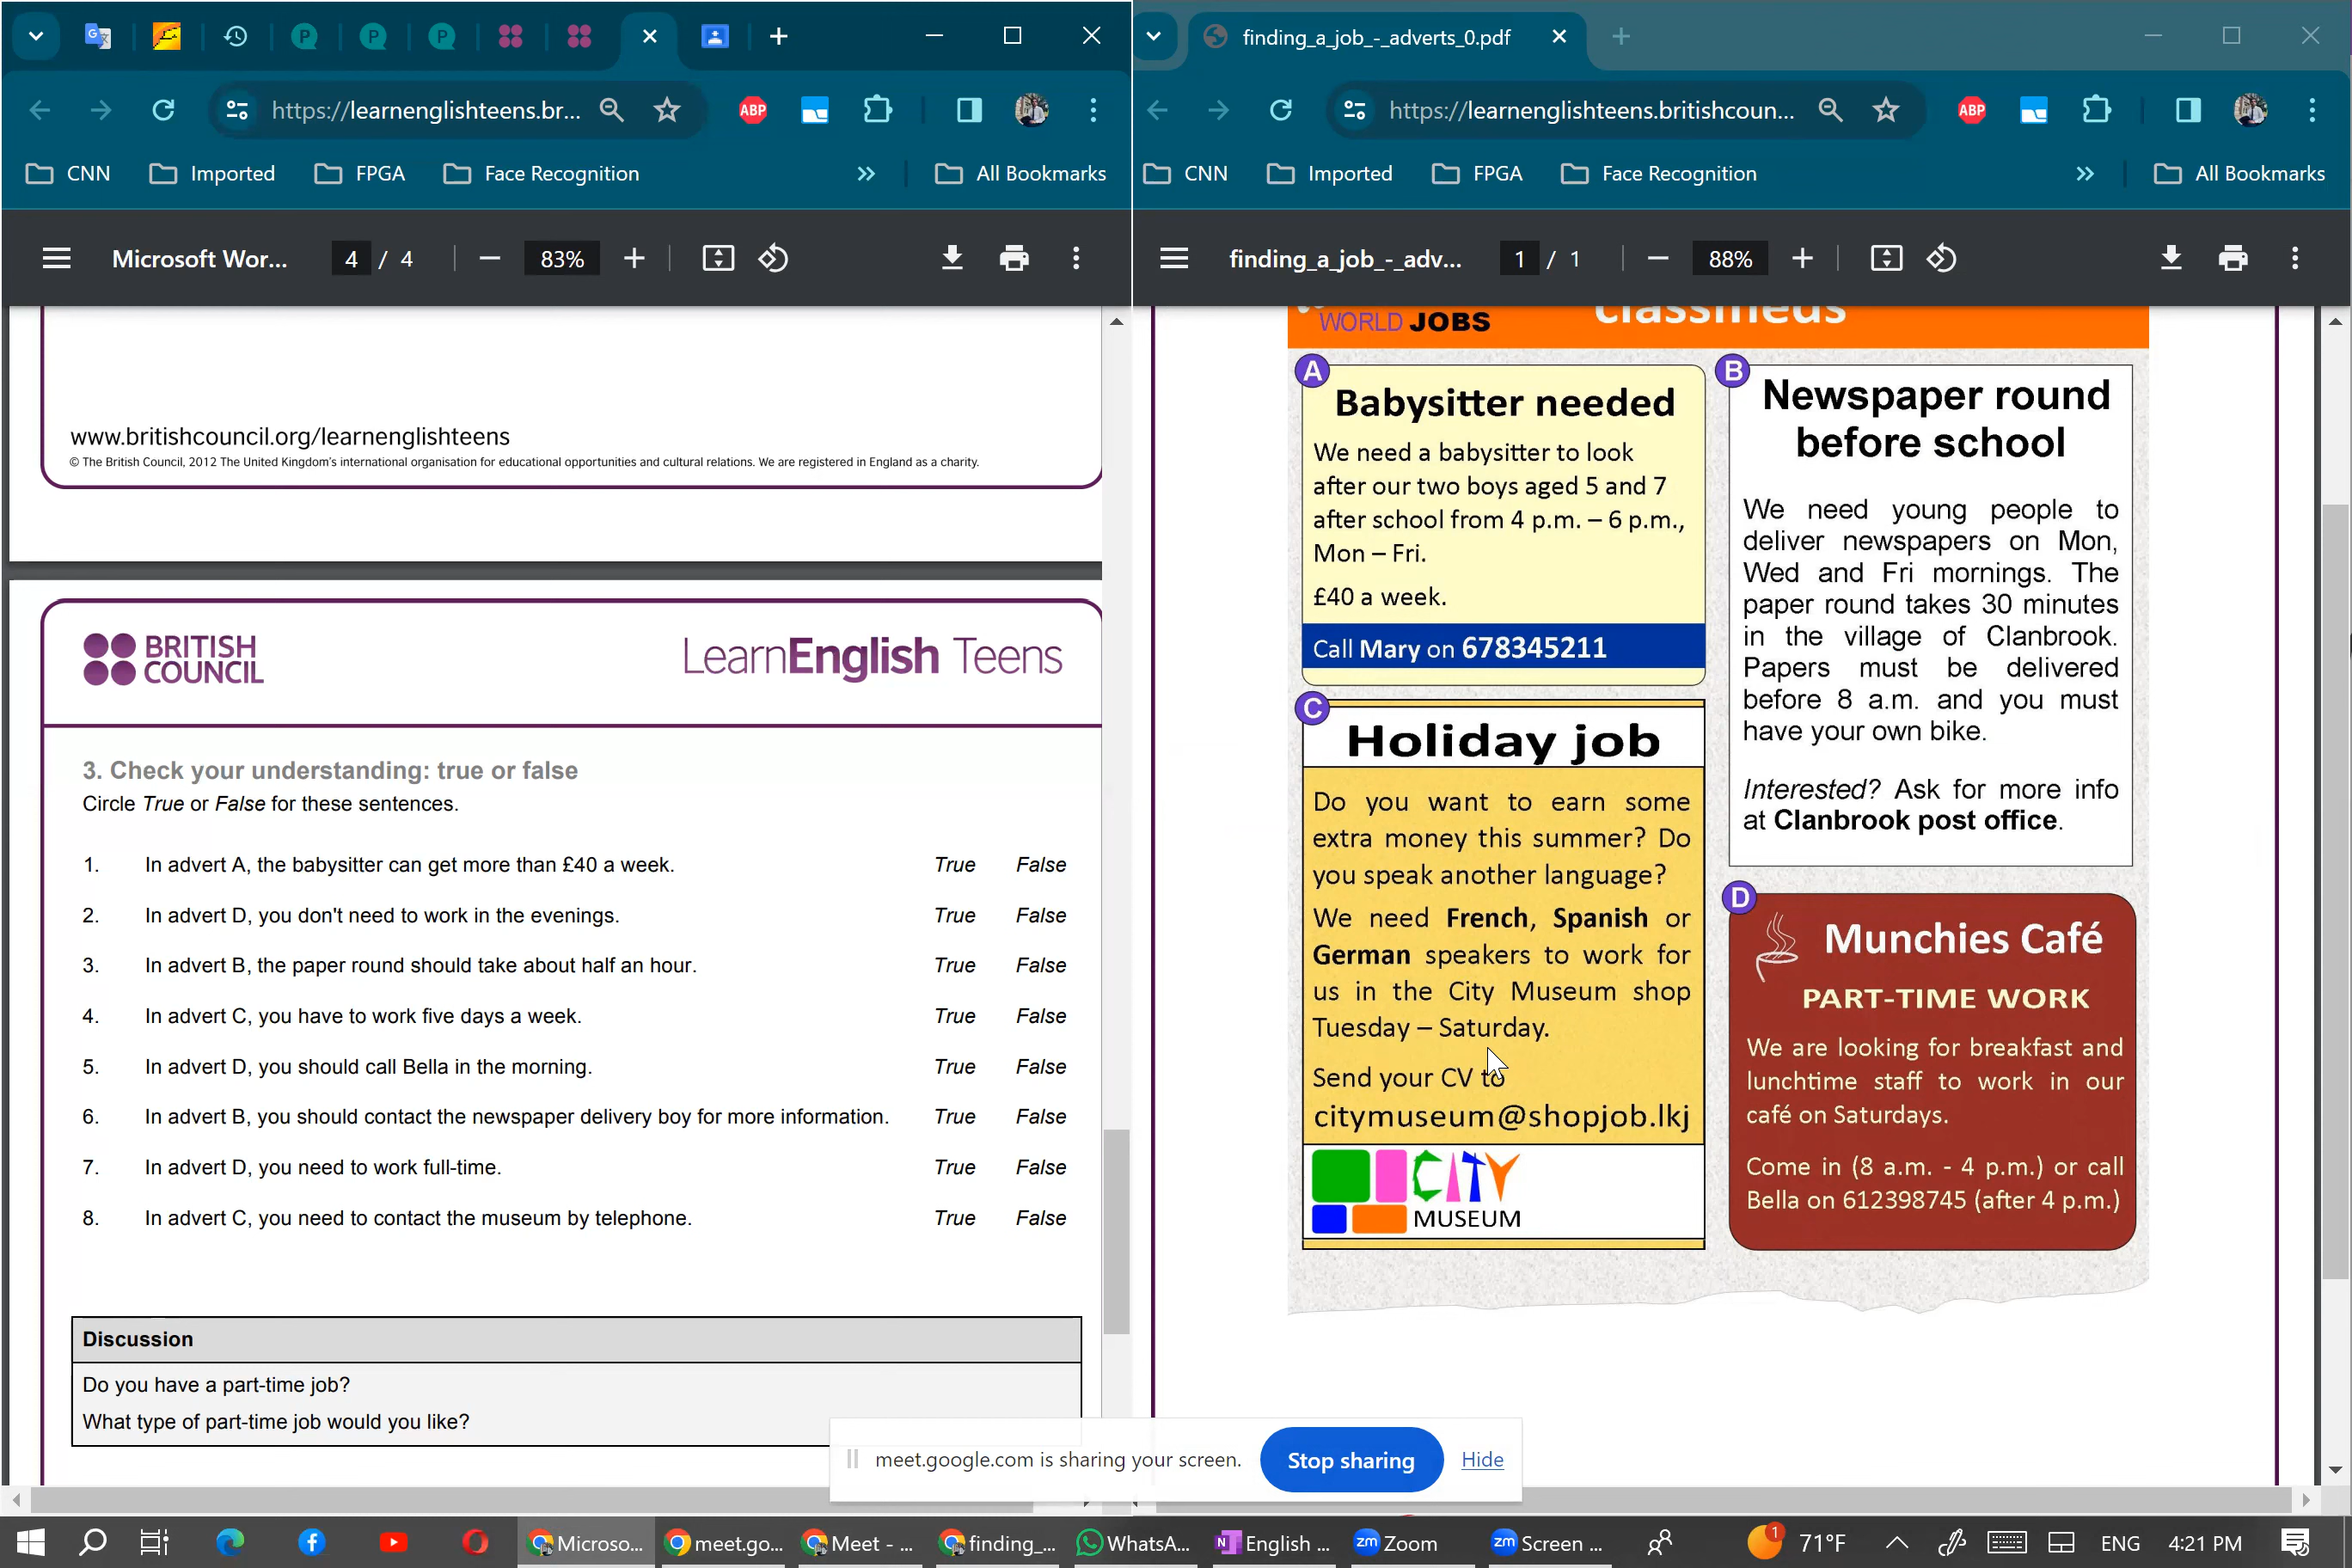 finding_a_job_-_adverts_0.pdf
https://learnenglishteens.br...
ABP
https://learnenglishteens.britishcoun...
ABP
CNN
Imported
FPGA
Face Recognition
All Bookmarks
CNN
Imported
FPGA
Face Recognition
All Bookmarks
Microsoft Wor...
4 / 4
83%
finding_a_job_-_adv...
1 / 1
88%
www.britishcouncil.org/learnenglishteens
© The British Council, 2012 The United Kingdom's international organisation for educational opportunities and cultural relations. We are registered in England as a charity.
BRITISH
COUNCIL
LearnEnglish Teens
3. Check your understanding: true or false
Circle True or False for these sentences.
1. In advert A, the babysitter can get more than £40 a week. True False
2. In advert D, you don't need to work in the evenings. True False
3. In advert B, the paper round should take about half an hour. True False
4. In advert C, you have to work five days a week. True False
5. In advert D, you should call Bella in the morning. True False
6. In advert B, you should contact the newspaper delivery boy for more information. True False
7. In advert D, you need to work full-time. True False
8. In advert C, you need to contact the museum by telephone. True False
Discussion
Do you have a part-time job?
What type of part-time job would you like?
WORLD JOBS
classifieds
A
Babysitter needed
We need a babysitter to look
after our two boys aged 5 and 7
after school from 4 p.m. – 6 p.m.,
Mon – Fri.
£40 a week.
Call Mary on 678345211
B
Newspaper round
before school
We need young people to
deliver newspapers on Mon,
Wed and Fri mornings. The
paper round takes 30 minutes
in the village of Clanbrook.
Papers must be delivered
before 8 a.m. and you must
have your own bike.
Interested? Ask for more info
at Clanbrook post office.
C
Holiday job
Do you want to earn some
extra money this summer? Do
you speak another language?
We need French, Spanish or
German speakers to work for
us in the City Museum shop
Tuesday – Saturday.
Send your CV to
citymuseum@shopjob.lkj
CITY
MUSEUM
D
Munchies Café
PART-TIME WORK
We are looking for breakfast and
lunchtime staff to work in our
café on Saturdays.
Come in (8 a.m. - 4 p.m.) or call
Bella on 612398745 (after 4 p.m.)
meet.google.com is sharing your screen.
Stop sharing
Hide
Microso...
meet.go...
Meet - ...
finding_...
WhatsA...
English ...
zm
Zoom
zm
Screen ...
1
71°F
ENG
4:21 PM